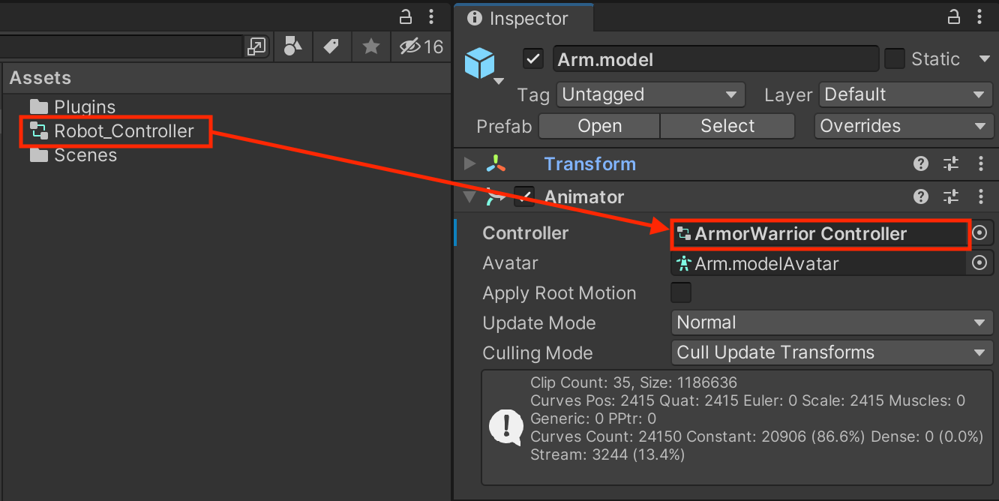 16
Assets
Plugins
Robot_Controller
Scenes
Inspector
Arm.model
Static
Tag Untagged Layer Default
Prefab Open Select Overrides
Transform
Animator
Controller ArmorWarrior Controller
Avatar Arm.modelAvatar
Apply Root Motion
Update Mode Normal
Culling Mode Cull Update Transforms
Clip Count: 35, Size: 1186636
Curves Pos: 2415 Quat: 2415 Euler: 0 Scale: 2415 Muscles: 0
Generic: 0 PPtr: 0
Curves Count: 24150 Constant: 20906 (86.6%) Dense: 0 (0.0%)
Stream: 3244 (13.4%)